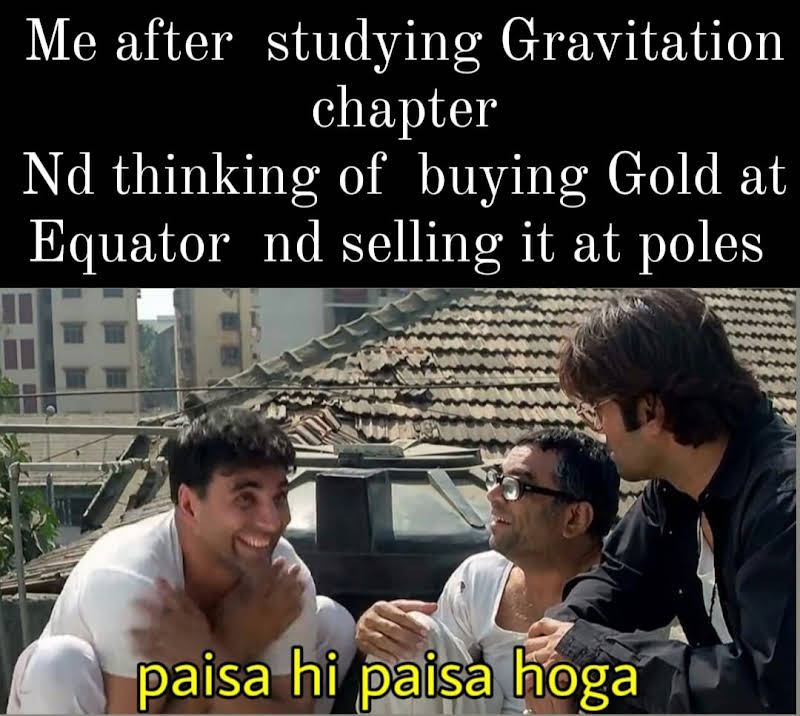 Me after studying Gravitation
chapter
Nd thinking of buying Gold at
Equator nd selling it at poles
paisa hi paisa hoga